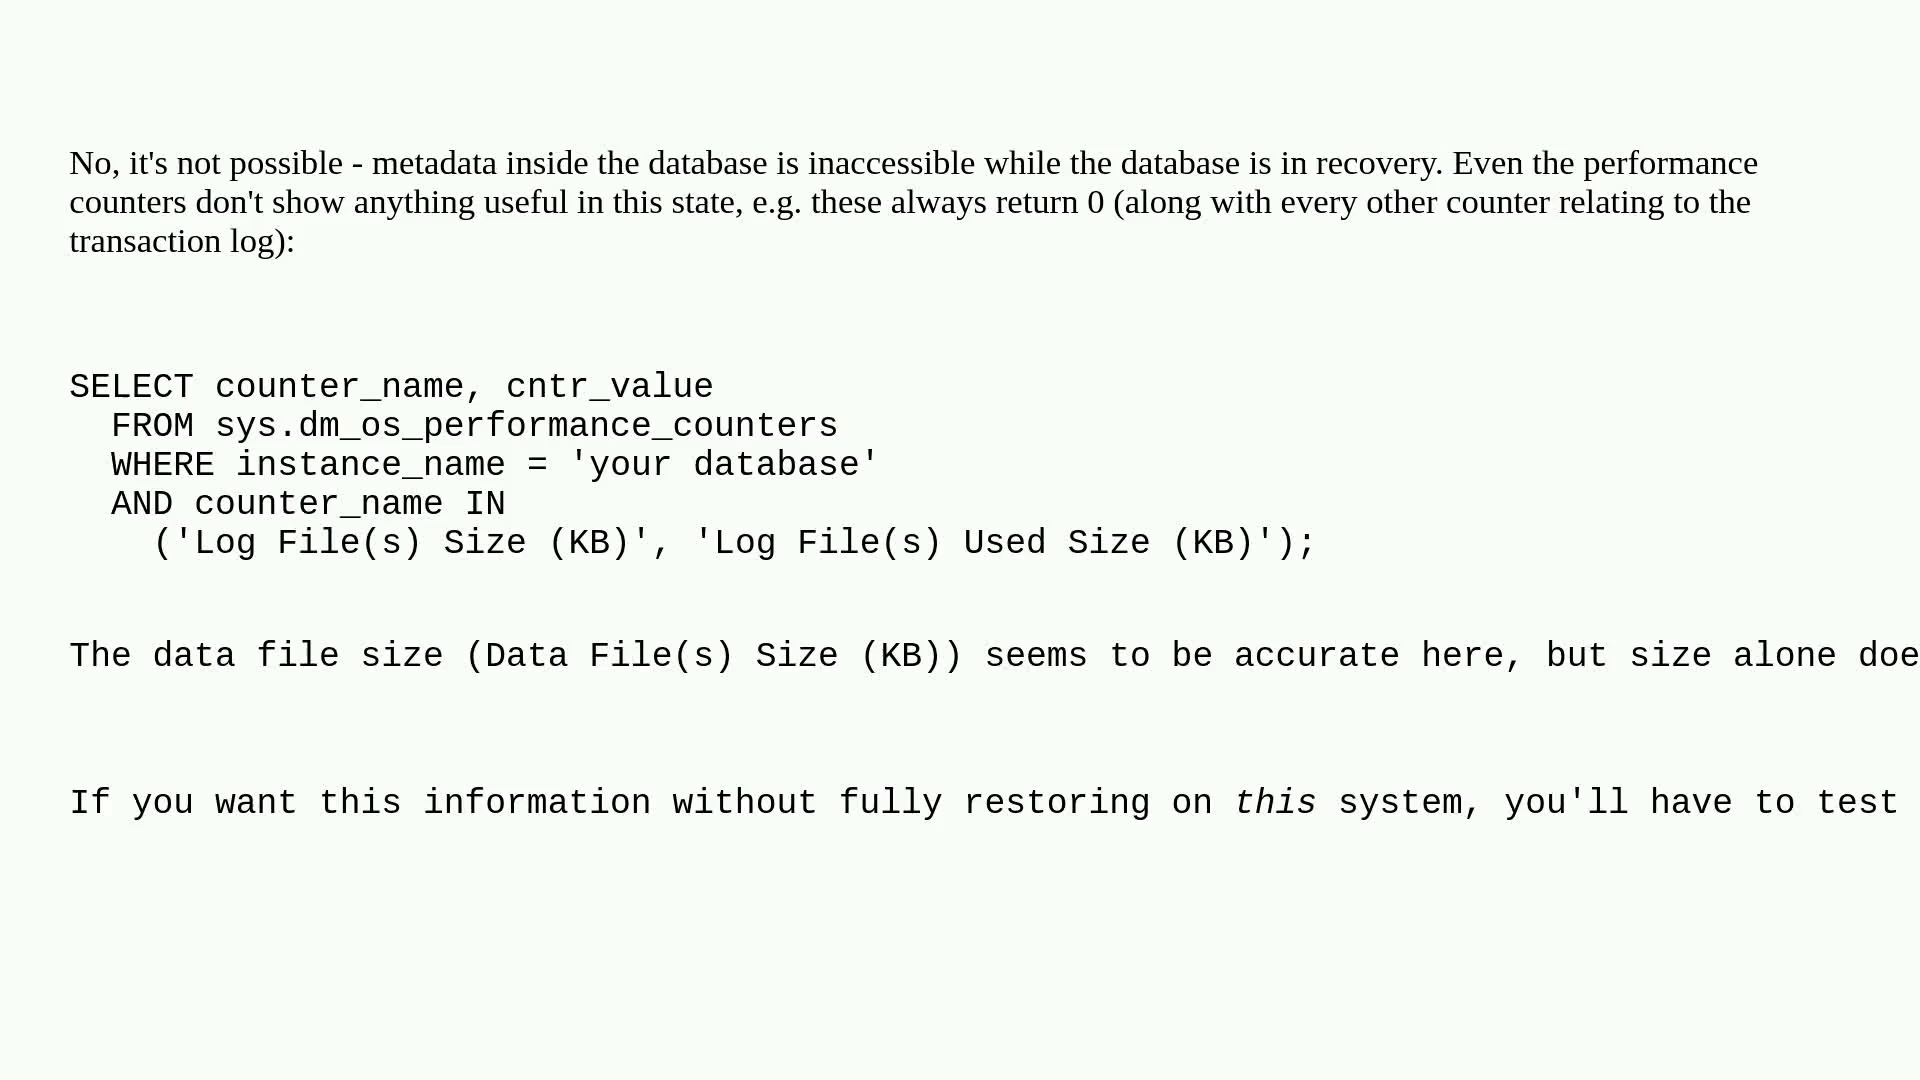 No, it's not possible - metadata inside the database is inaccessible while the database is in recovery. Even the performance
counters don't show anything useful in this state, e.g. these always return 0 (along with every other counter relating to the
transaction log):
SELECT counter_name, cntr_value
  FROM sys.dm_os_performance_counters
  WHERE instance_name = 'your database'
  AND counter_name IN
    ('Log File(s) Size (KB)', 'Log File(s) Used Size (KB)');
The data file size (Data File(s) Size (KB)) seems to be accurate here, but size alone doe
If you want this information without fully restoring on this system, you'll have to test